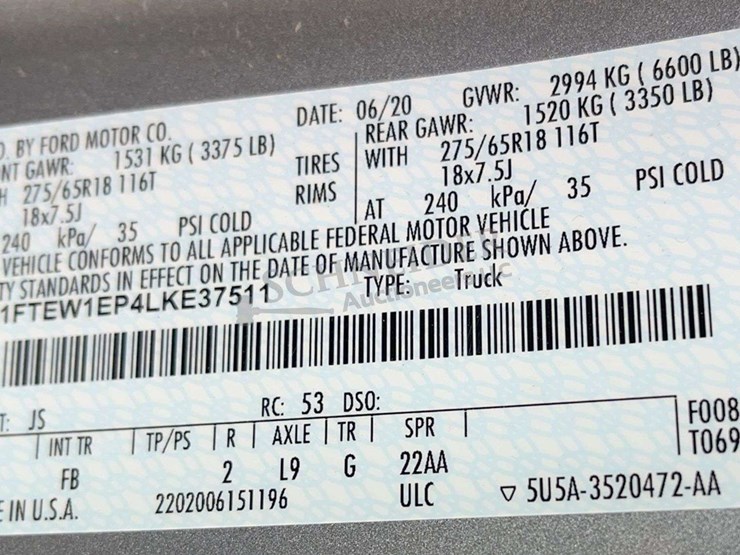 D. BY FORD MOTOR CO. DATE: 06/20 GVWR: 2994 KG ( 6600 LB)
NT GAWR: 1531 KG ( 3375 LB) REAR GAWR: 1520 KG ( 3350 LB)
H 275/65R18 116T TIRES WITH 275/65R18 116T
18x7.5J RIMS 18x7.5J
240 kPa/ 35 PSI COLD AT 240 kPa/ 35 PSI COLD
VEHICLE CONFORMS TO ALL APPLICABLE FEDERAL MOTOR VEHICLE
TY STANDARDS IN EFFECT ON THE DATE OF MANUFACTURE SHOWN ABOVE.
1FTEW1EP4LKE37511 TYPE: Truck
SCHNEIDER
Auctioneers LLC
T: JS RC: 53 DSO:
INT TR TP/PS R AXLE TR SPR F008
FB 2 L9 G 22AA T069
E IN U.S.A. 2202006151196 ULC ▽ 5U5A-3520472-AA